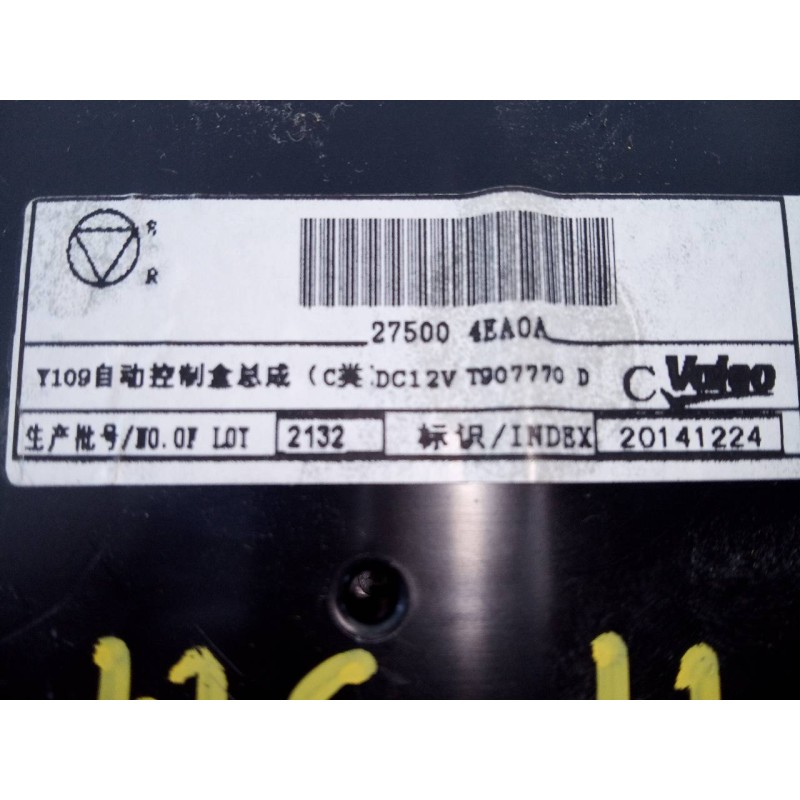 R
R
27500 4EA0A
Y109自动控制盒总成 (C类 DC12V T907770 D C Valeo
生产批号/NO.OF LOT 2132 标识/INDEX 20141224